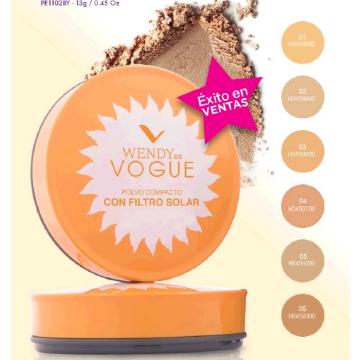 PE1102BY - 13g / 0.45 Oz
Éxito en
VENTAS
WENDY DE
VOGUE
POLVO COMPACTO
CON FILTRO SOLAR
01
02
03
04
05
06